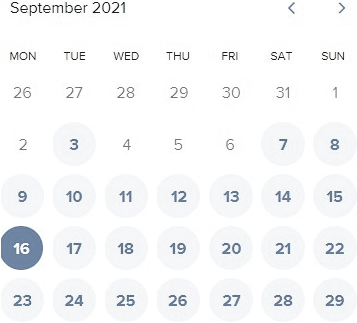 September 2021
MON TUE WED THU FRI SAT SUN
26 27 28 29 30 31 1
2 3 4 5 6 7 8
9 10 11 12 13 14 15
16 17 18 19 20 21 22
23 24 25 26 27 28 29